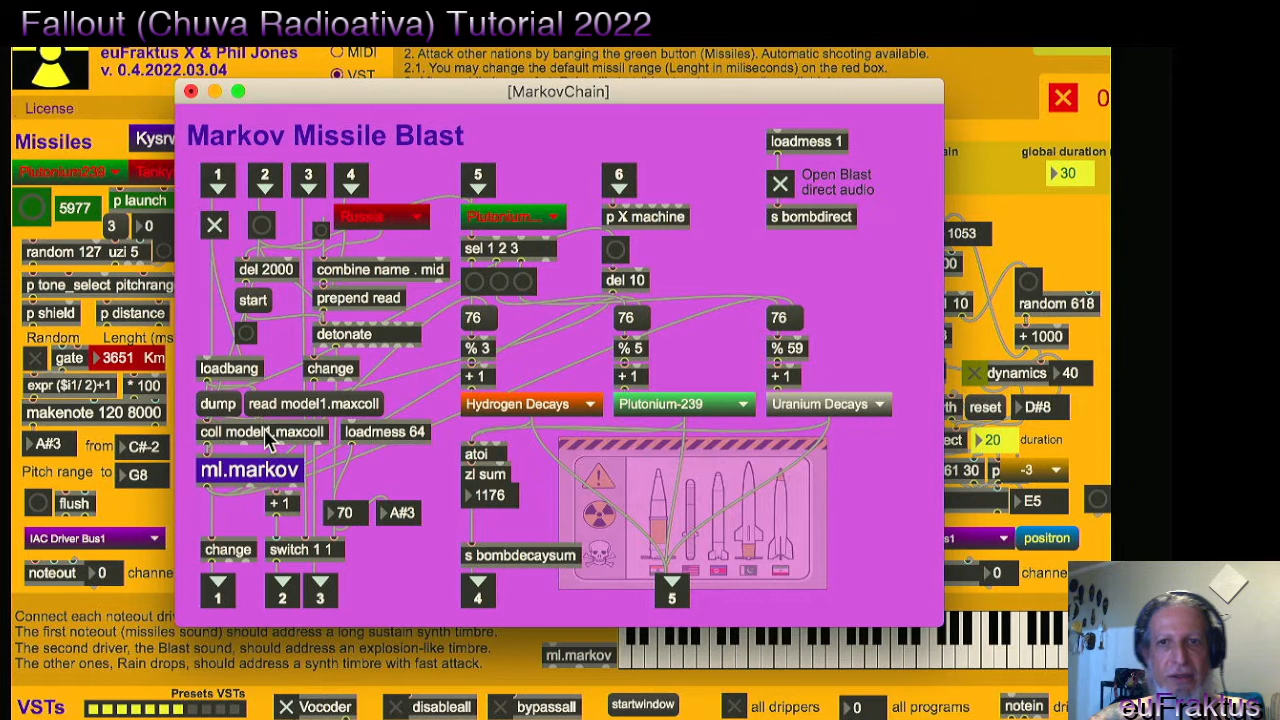 Fallout (Chuva Radioativa) Tutorial 2022
euFraktus X & Phil Jones
v. 0.4.2022.03.04
MIDI
VST
2. Attack other nations by banging the green button (Missiles). Automatic shooting available.
2.1. You may change the default missil range (Lenght in miliseconds) on the red box.
License
[MarkovChain]
0
Missiles
Markov Missile Blast
global duration
30
5977
p launch
3
0
random 127
uzi 5
p tone_select
pitchrang
p shield
p distance
Random
Lenght (ms
gate
3651
Km
expr ($i1/ 2)+1
* 100
makenote 120 8000
A#3
from
C#-2
Pitch range to
G8
flush
IAC Driver Bus1
noteout
0
channe
1
2
3
4
5
6
loadmess 1
Open Blast
direct audio
s bombdirect
Russia
Plutonium...
p X machine
sel 1 2 3
del 2000
combine name . mid
start
prepend read
detonate
del 10
76
76
76
% 3
% 5
% 59
+ 1
+ 1
+ 1
loadbang
change
dump
read model1.maxcoll
Hydrogen Decays
Plutonium-239
Uranium Decays
loadmess 64
ml.markov
atoi
zl sum
1176
+ 1
70
A#3
change
switch 1 1
s bombdecaysum
1
2
3
4
5
1053
10
random 618
+ 1000
dynamics
40
reset
D#8
20
duration
61 30
p
-3
E5
positron
0
channe
Connect each noteout dri
The first noteout (missiles sound) should address a long sustain synth timbre.
The second driver, the Blast sound, should address an explosion-like timbre.
The other ones, Rain drops, should address a synth timbre with fast attack.
ml.markov
VSTs
Presets VSTs
Vocoder
disableall
bypassall
startwindow
all drippers
0
all programs
notein
euFraktus